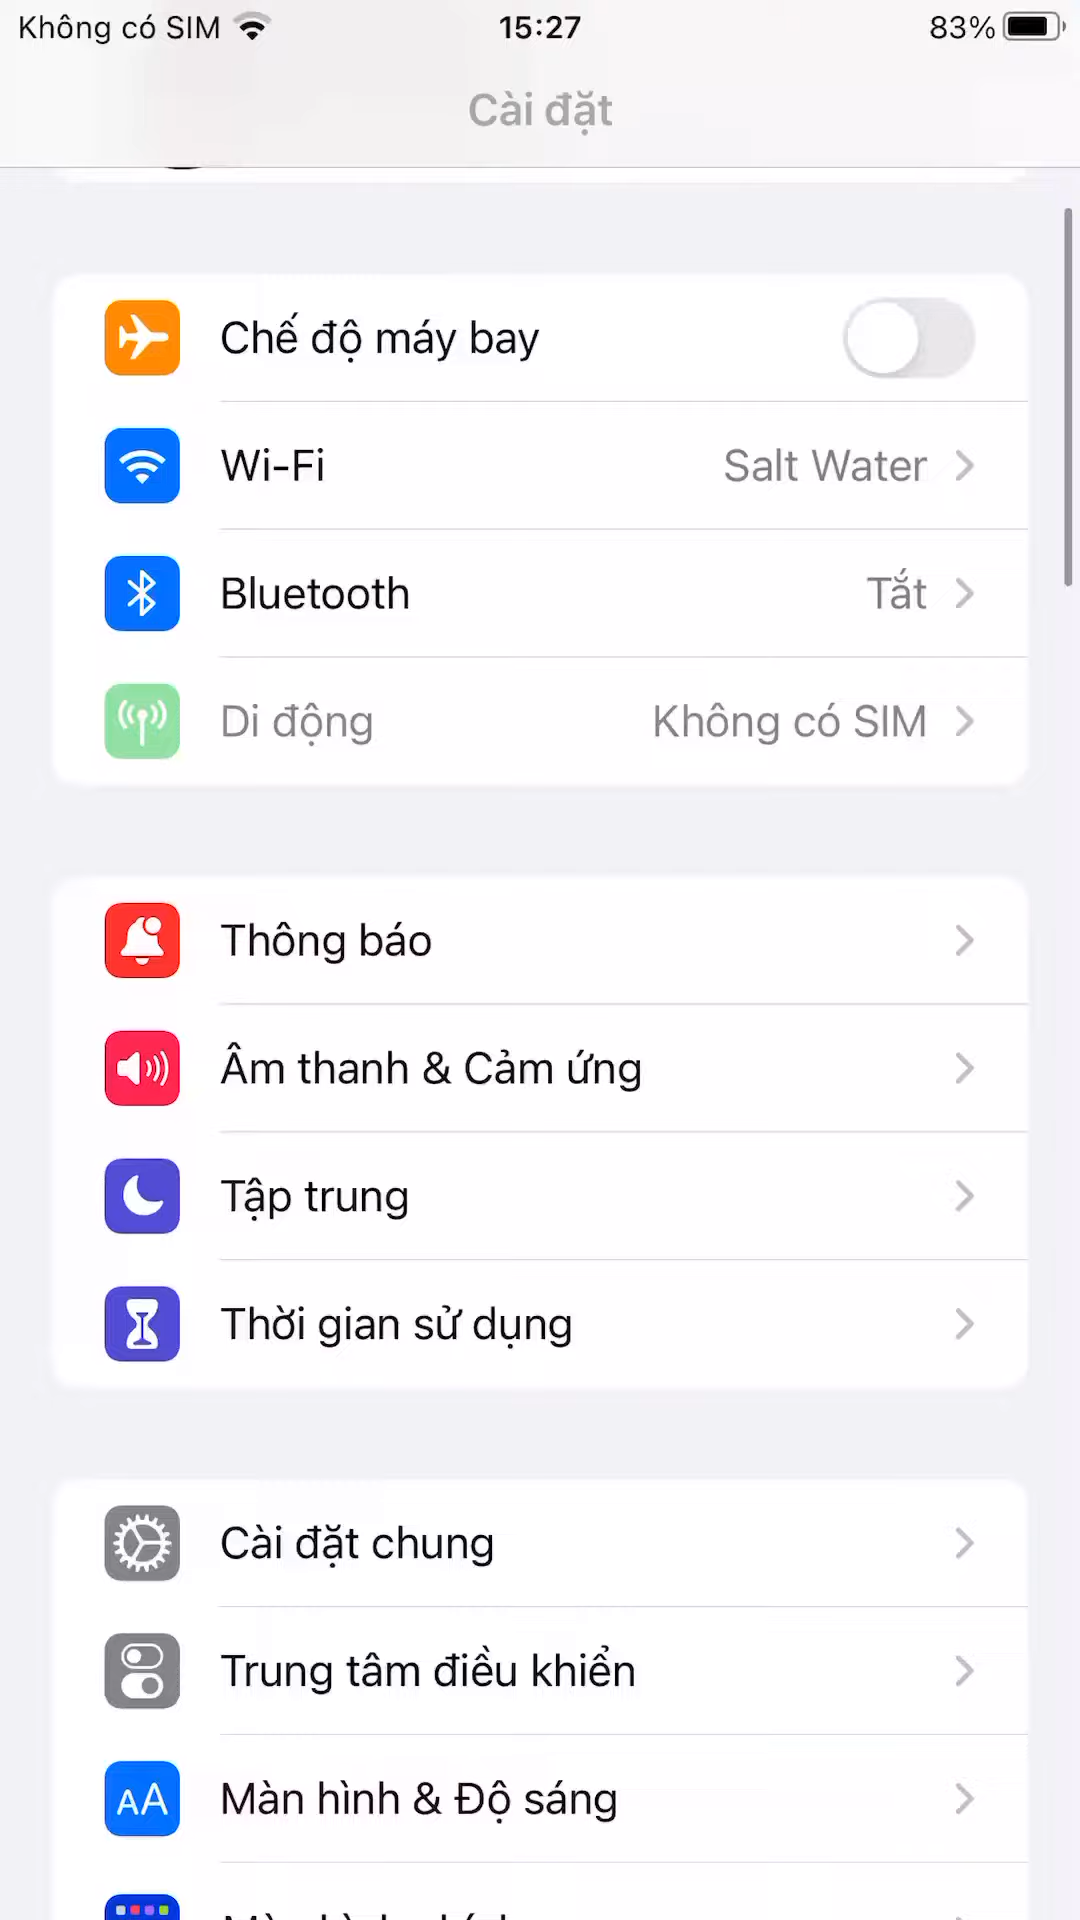 Không có SIM 15:27 83%
Cài đặt
Chế độ máy bay
Wi-Fi Salt Water
Bluetooth Tắt
Di động Không có SIM
Thông báo
Âm thanh & Cảm ứng
Tập trung
Thời gian sử dụng
Cài đặt chung
Trung tâm điều khiển
AA Màn hình & Độ sáng